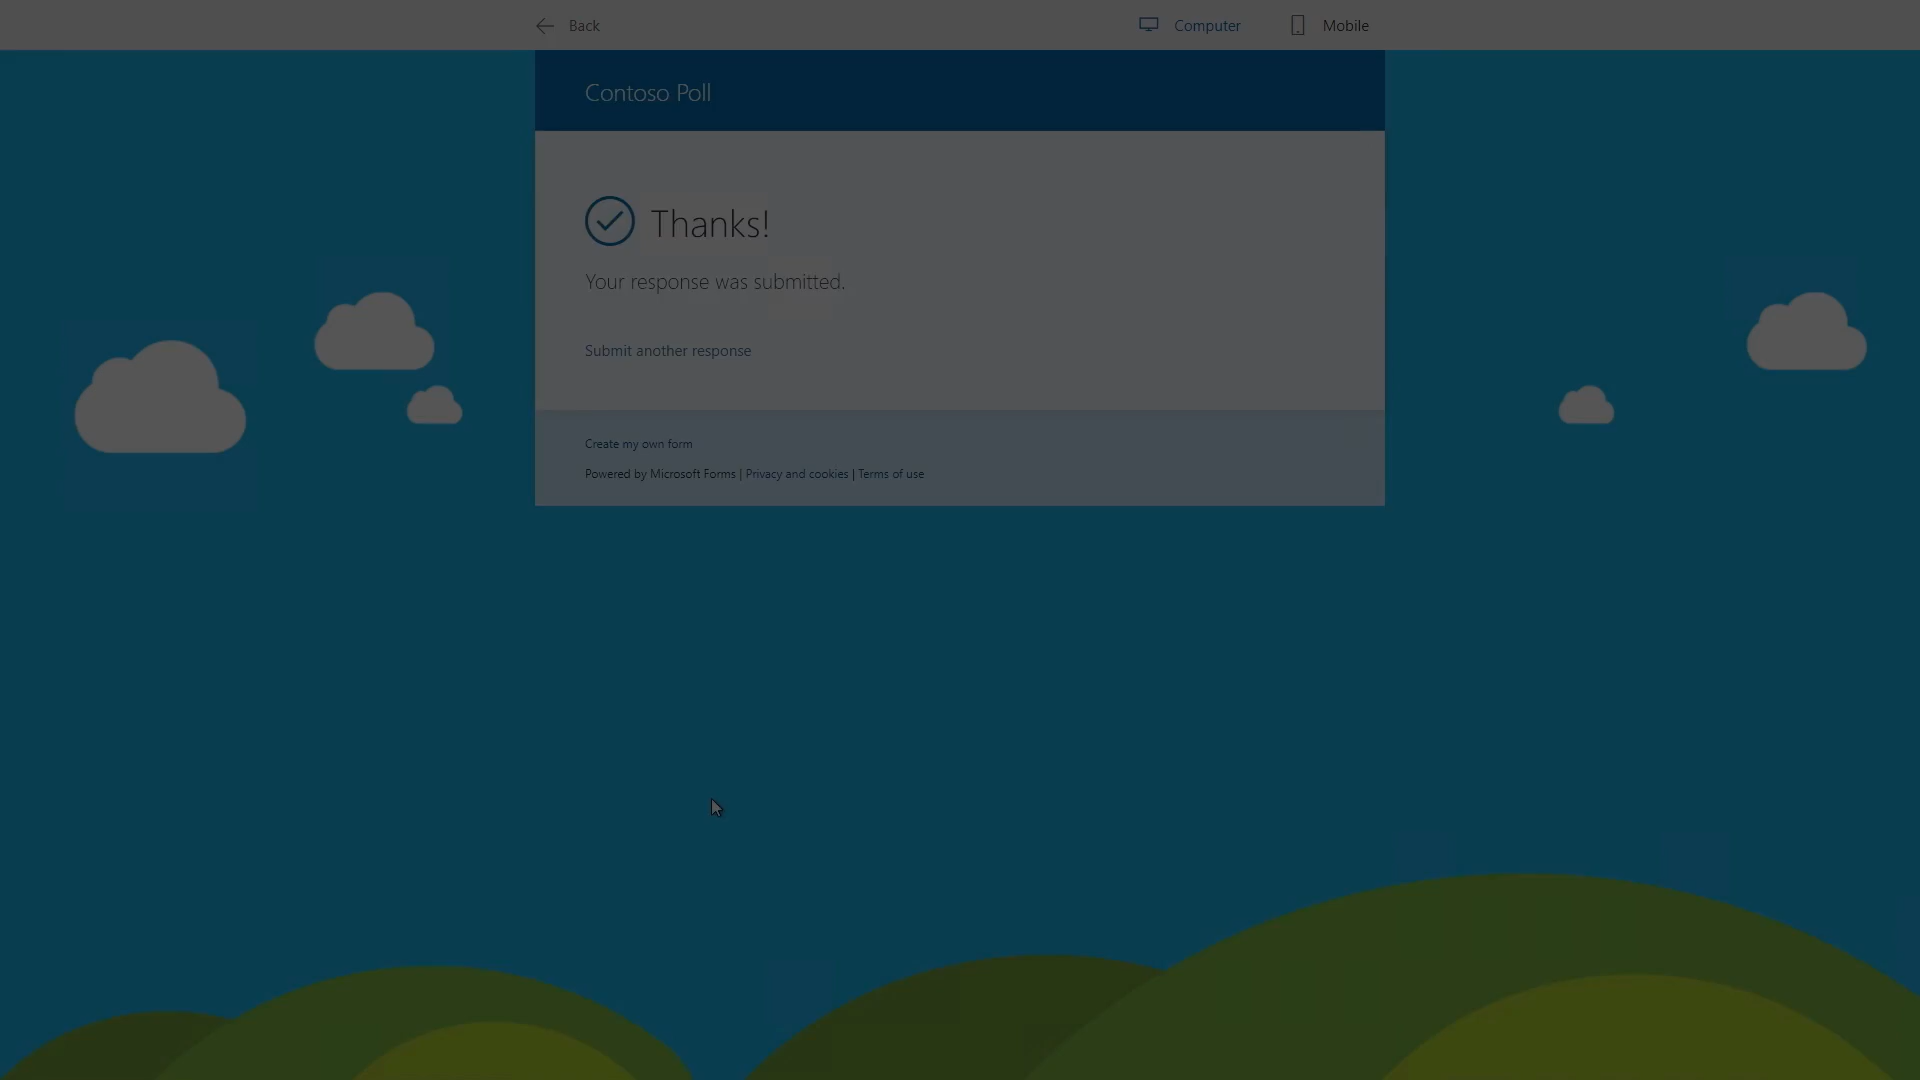 Back
Computer
Mobile
Contoso Poll
Thanks!
Your response was submitted.
Submit another response
Create my own form
Powered by Microsoft Forms | Privacy and cookies | Terms of use